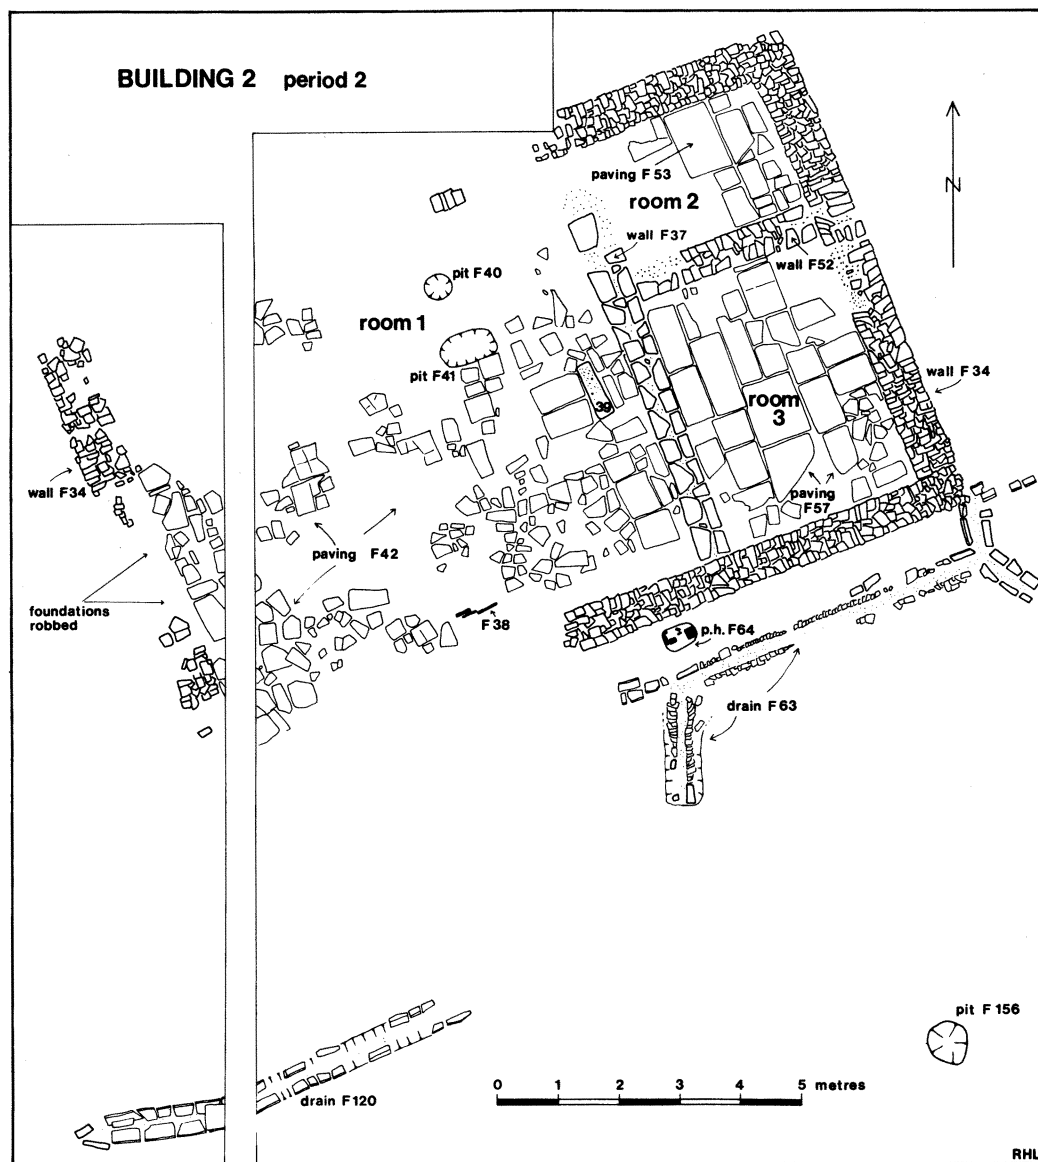 BUILDING 2 period 2
paving F 53
room 2
N
wall F37
wall F52
pit F40
room 1
pit F41
39
wall F 34
room
3
wall F34
paving
F57
paving F42
foundations
robbed
F38
p.h. F64
drain F 63
pit F 156
0 1 2 3 4 5 metres
drain F120
RHL